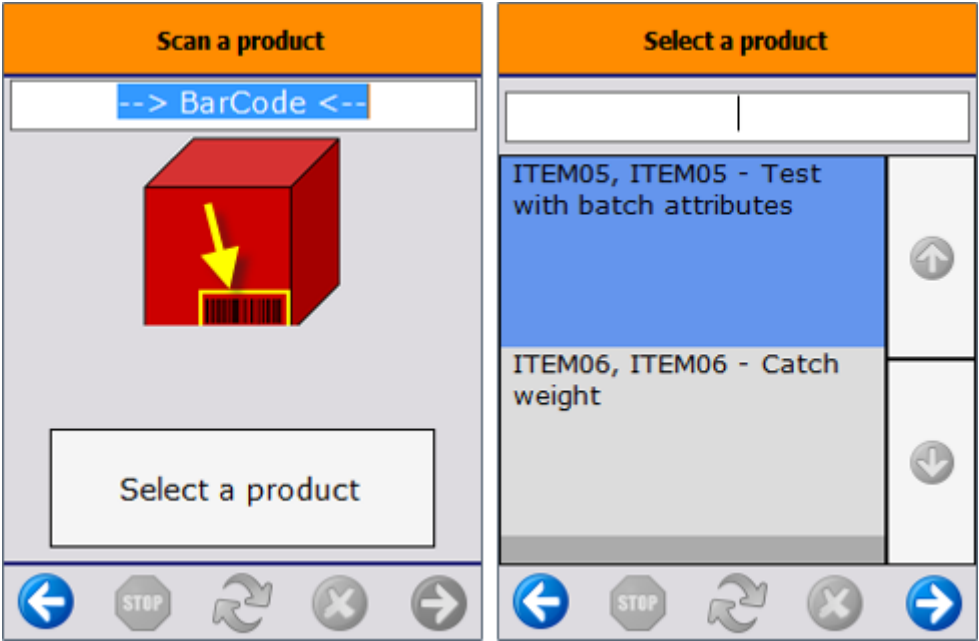 Scan a product
--> BarCode <--
Select a product
STOP
Select a product
ITEM05, ITEM05 - Test
with batch attributes
ITEM06, ITEM06 - Catch
weight
STOP